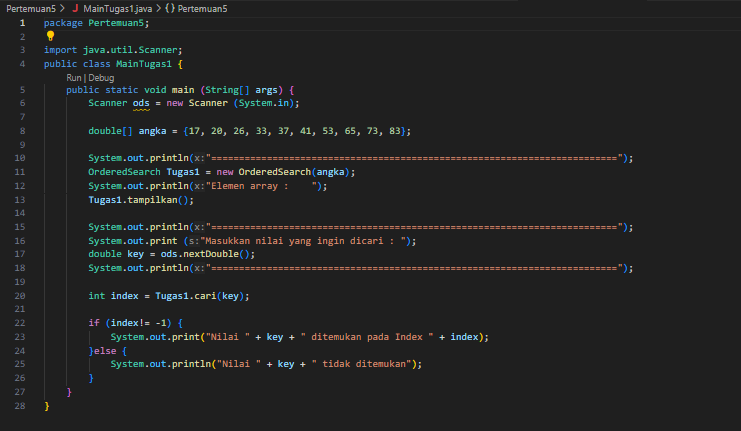 Pertemuan5 > J MainTugas1.java > {} Pertemuan5
1 package Pertemuan5;
2
3 import java.util.Scanner;
4 public class MainTugas1 {
Run | Debug
5 public static void main (String[] args) {
6 Scanner ods = new Scanner (System.in);
7
8 double[] angka = {17, 20, 26, 33, 37, 41, 53, 65, 73, 83};
9
10 System.out.println(x:"======================================================================");
11 OrderedSearch Tugas1 = new OrderedSearch(angka);
12 System.out.println(x:"Elemen array :    ");
13 Tugas1.tampilkan();
14
15 System.out.println(x:"======================================================================");
16 System.out.print (s:"Masukkan nilai yang ingin dicari : ");
17 double key = ods.nextDouble();
18 System.out.println(x:"======================================================================");
19
20 int index = Tugas1.cari(key);
21
22 if (index!= -1) {
23 System.out.print("Nilai " + key + " ditemukan pada Index " + index);
24 }else {
25 System.out.println("Nilai " + key + " tidak ditemukan");
26 }
27 }
28 }